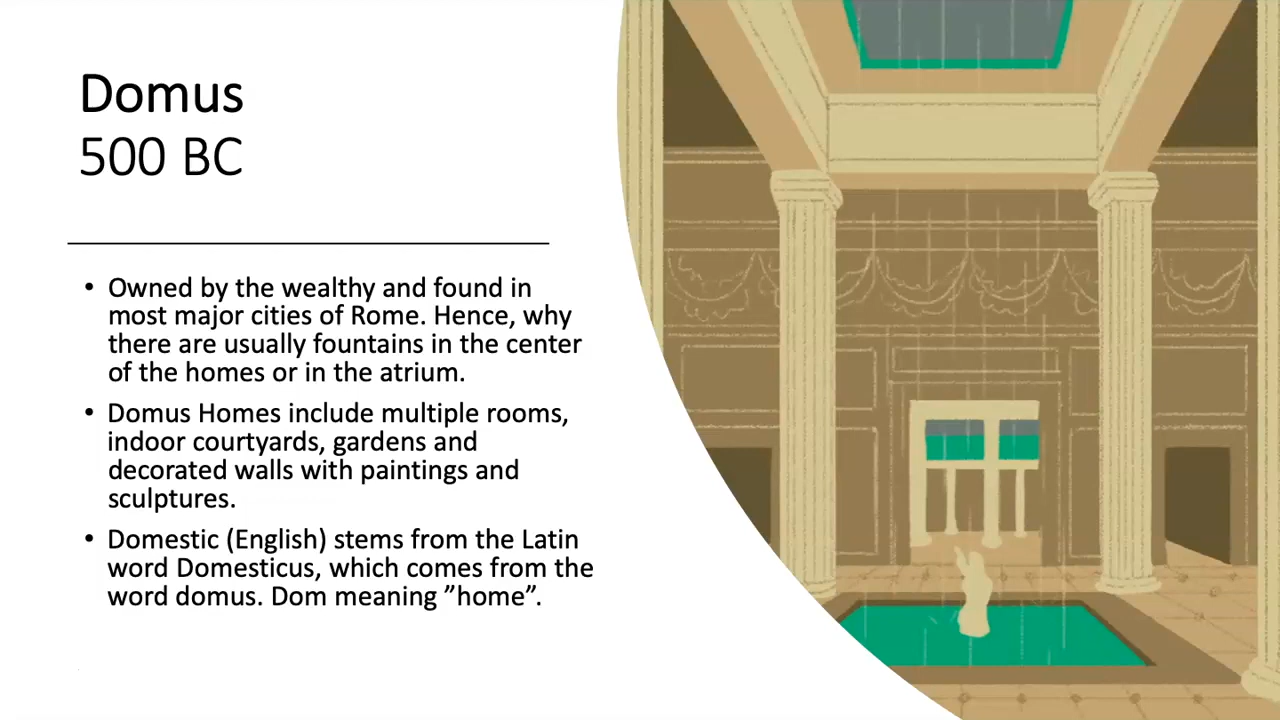 Domus
500 BC
• Owned by the wealthy and found in
most major cities of Rome. Hence, why
there are usually fountains in the center
of the homes or in the atrium.
• Domus Homes include multiple rooms,
indoor courtyards, gardens and
decorated walls with paintings and
sculptures.
• Domestic (English) stems from the Latin
word Domesticus, which comes from the
word domus. Dom meaning ”home”.